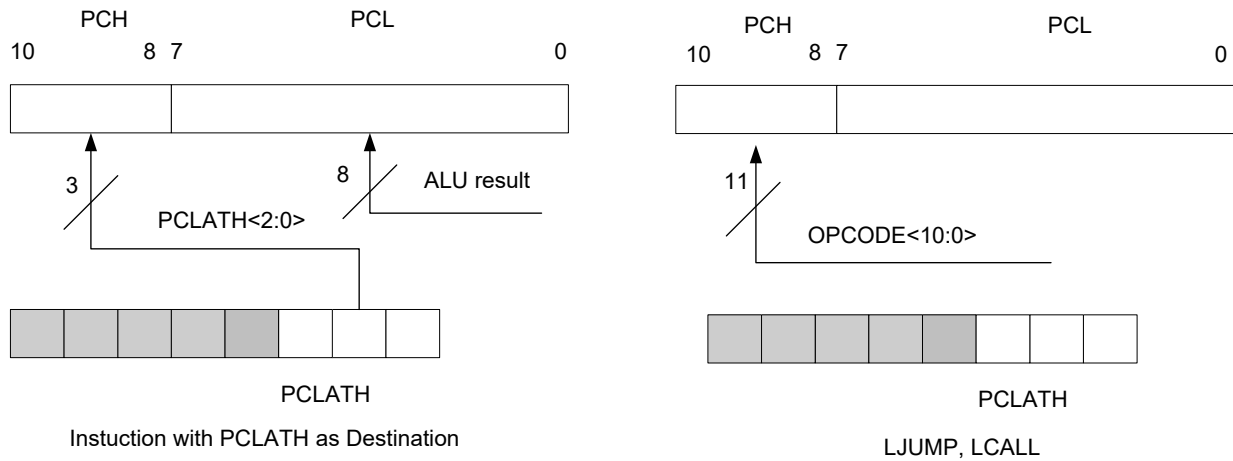 PCH PCL
10 8 7 0
3
8
ALU result
PCLATH<2:0>
PCLATH
Instuction with PCLATH as Destination
PCH PCL
10 8 7 0
11
OPCODE<10:0>
PCLATH
LJUMP, LCALL